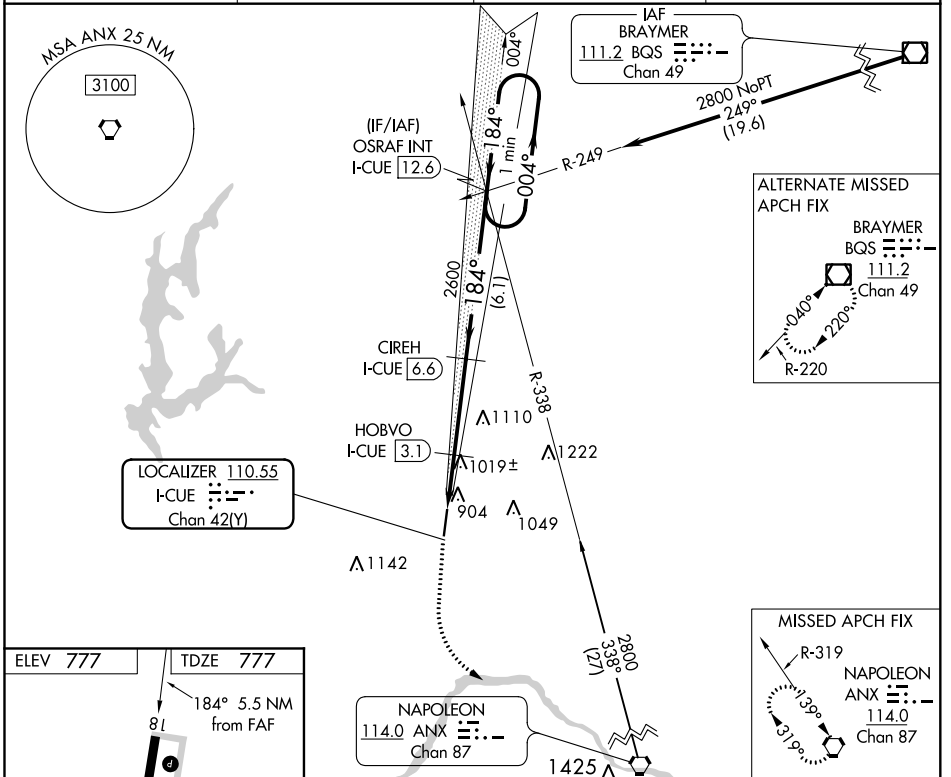 MSA ANX 25 NM
3100
IAF
BRAYMER
111.2 BQS
Chan 49
2800 NoPT
249°
(19.6)
R-249
004°
184°
1 min
004°
(IF/IAF)
OSRAF INT
I-CUE 12.6
ALTERNATE MISSED
APCH FIX
BRAYMER
BQS
111.2
Chan 49
040°
220°
R-220
2600
184°
(6.1)
CIREH
I-CUE 6.6
R-338
HOBVO
I-CUE 3.1
1110
1222
1019±
904
1049
LOCALIZER 110.55
I-CUE
Chan 42(Y)
1142
2800
338°
(27)
MISSED APCH FIX
R-319
NAPOLEON
ANX
114.0
Chan 87
139°
319°
ELEV 777
TDZE 777
184° 5.5 NM
from FAF
18
P
NAPOLEON
114.0 ANX
Chan 87
1425